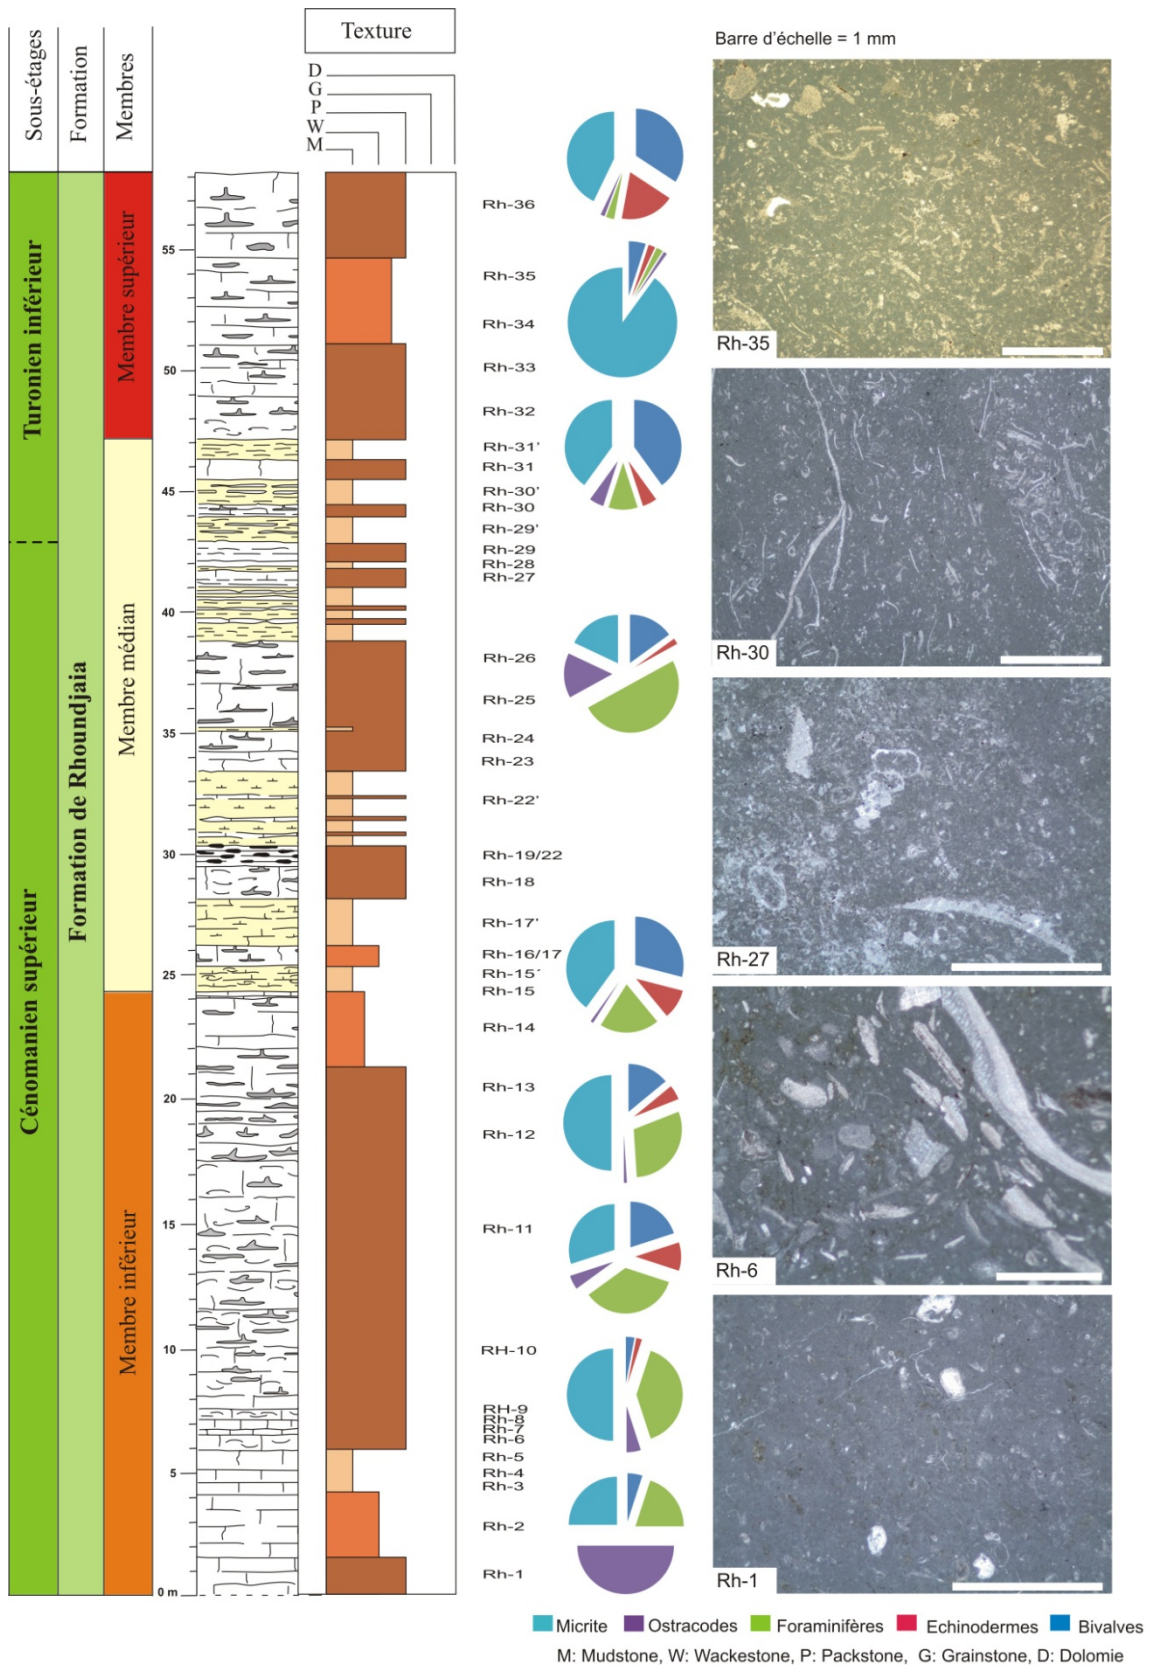 Sous-étages
Formation
Membres
Texture
D
G
P
W
M
Barre d'échelle = 1 mm
Turonien inférieur
Cénomanien supérieur
Formation de Rhoundjaia
Membre supérieur
Membre médian
Membre inférieur
55
50
45
40
35
30
25
20
15
10
5
0 m
Rh-36
Rh-35
Rh-34
Rh-33
Rh-32
Rh-31'
Rh-31
Rh-30'
Rh-30
Rh-29'
Rh-29
Rh-28
Rh-27
Rh-26
Rh-25
Rh-24
Rh-23
Rh-22'
Rh-19/22
Rh-18
Rh-17'
Rh-16/17
Rh-15´
Rh-15
Rh-14
Rh-13
Rh-12
Rh-11
RH-10
RH-9
Rh-8
Rh-7
Rh-6
Rh-5
Rh-4
Rh-3
Rh-2
Rh-1
Rh-35
Rh-30
Rh-27
Rh-6
Rh-1
Micrite Ostracodes Foraminifères Echinodermes Bivalves
M: Mudstone, W: Wackestone, P: Packstone, G: Grainstone, D: Dolomie